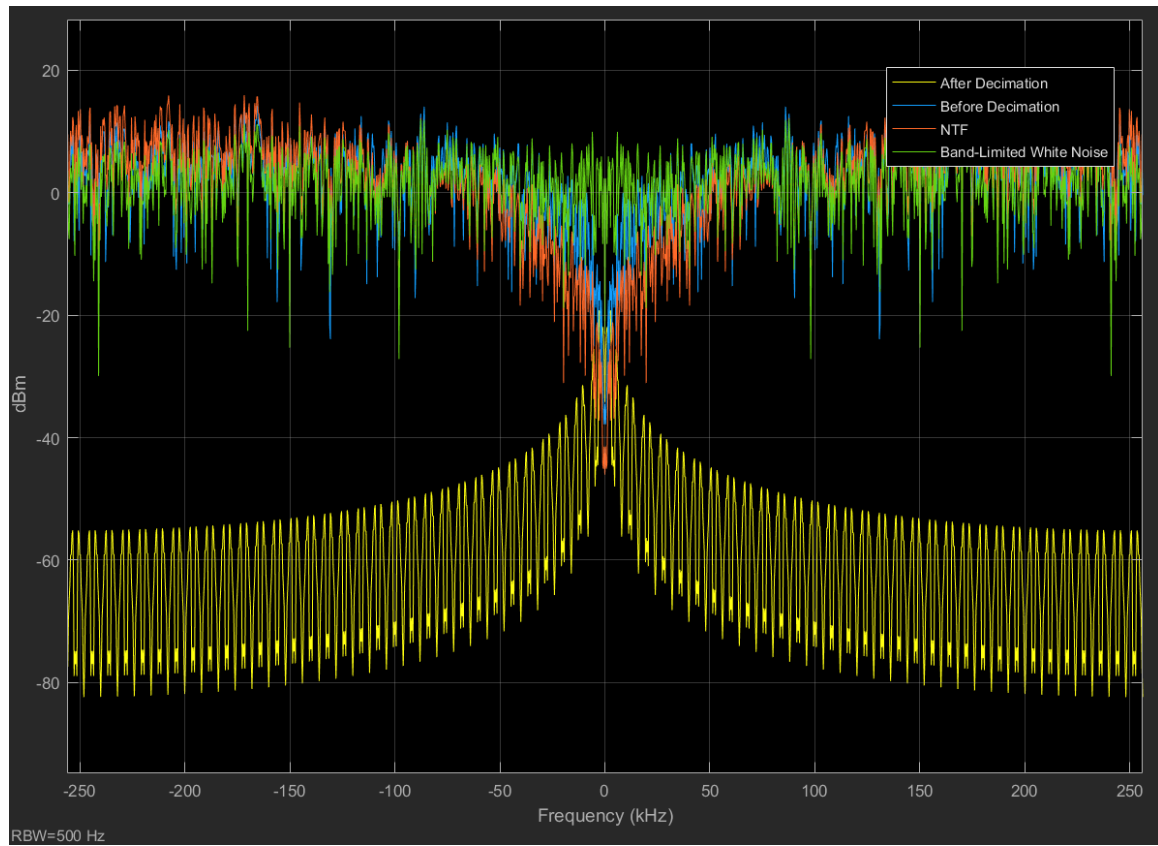 20
0
-20
-40
-60
-80
dBm
After Decimation
Before Decimation
NTF
Band-Limited White Noise
-250 -200 -150 -100 -50 0 50 100 150 200 250
Frequency (kHz)
RBW=500 Hz